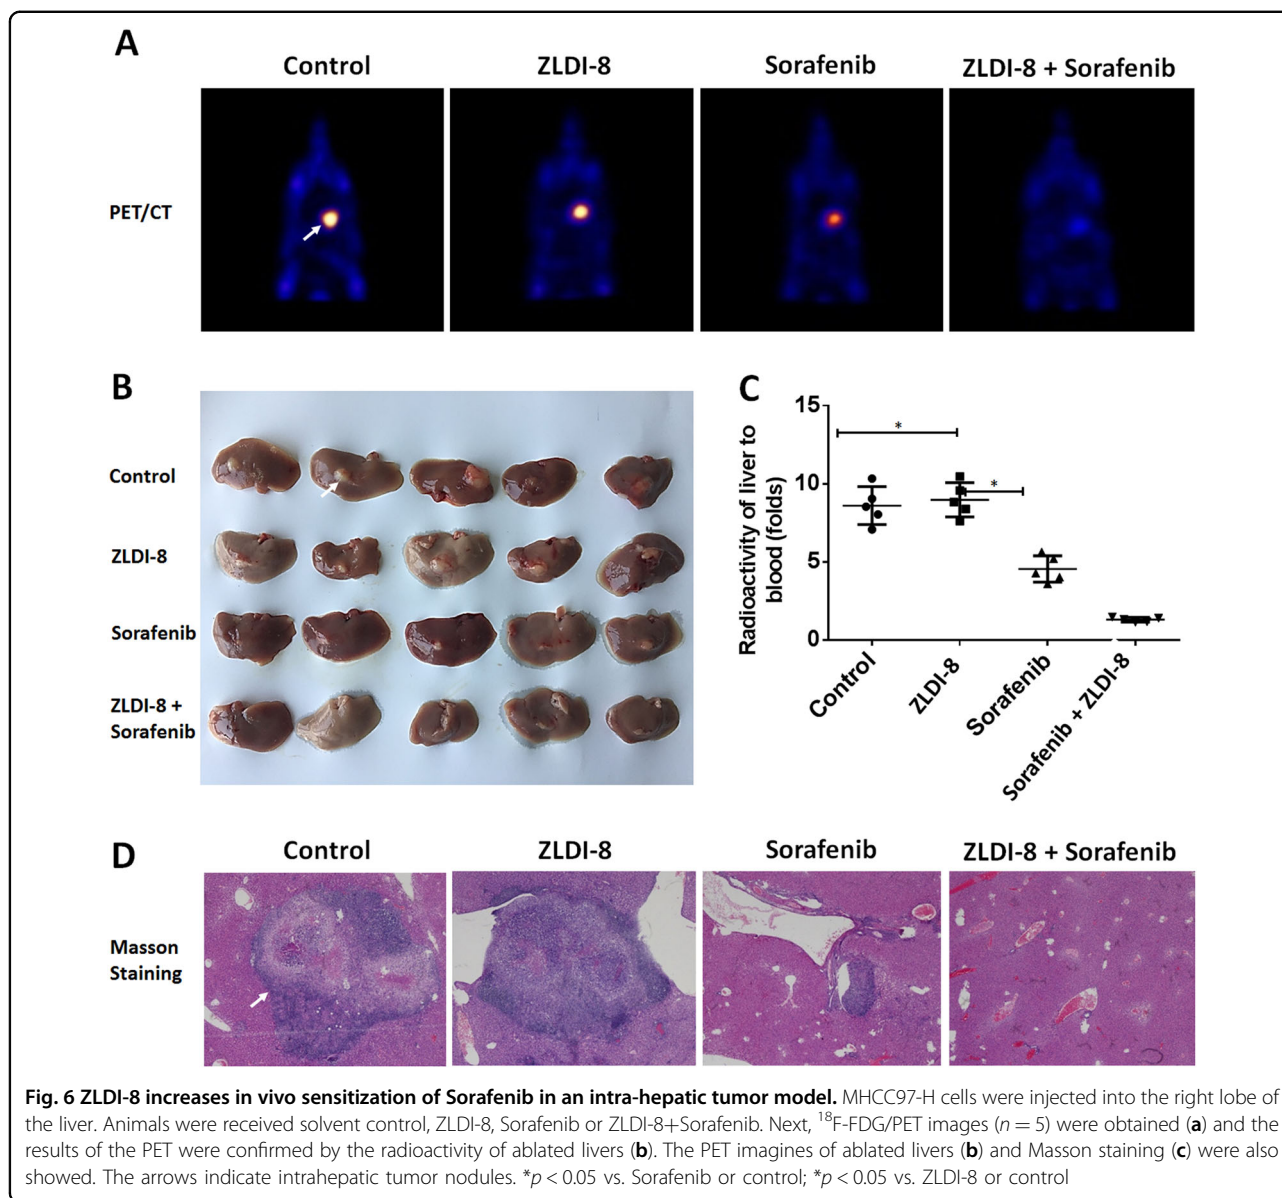 A
Control
ZLDI-8
Sorafenib
ZLDI-8 + Sorafenib
PET/CT
B
Control
ZLDI-8
Sorafenib
ZLDI-8 +
Sorafenib
C
Radioactivity of liver to
blood (folds)
15
10
5
0
*
*
Control
ZLDI-8
Sorafenib
Sorafenib + ZLDI-8
D
Control
ZLDI-8
Sorafenib
ZLDI-8 + Sorafenib
Masson
Staining
Fig. 6 ZLDI-8 increases in vivo sensitization of Sorafenib in an intra-hepatic tumor model. MHCC97-H cells were injected into the right lobe of
the liver. Animals were received solvent control, ZLDI-8, Sorafenib or ZLDI-8+Sorafenib. Next, ¹⁸F-FDG/PET images (n = 5) were obtained (a) and the
results of the PET were confirmed by the radioactivity of ablated livers (b). The PET imagines of ablated livers (b) and Masson staining (c) were also
showed. The arrows indicate intrahepatic tumor nodules. *p < 0.05 vs. Sorafenib or control; *p < 0.05 vs. ZLDI-8 or control